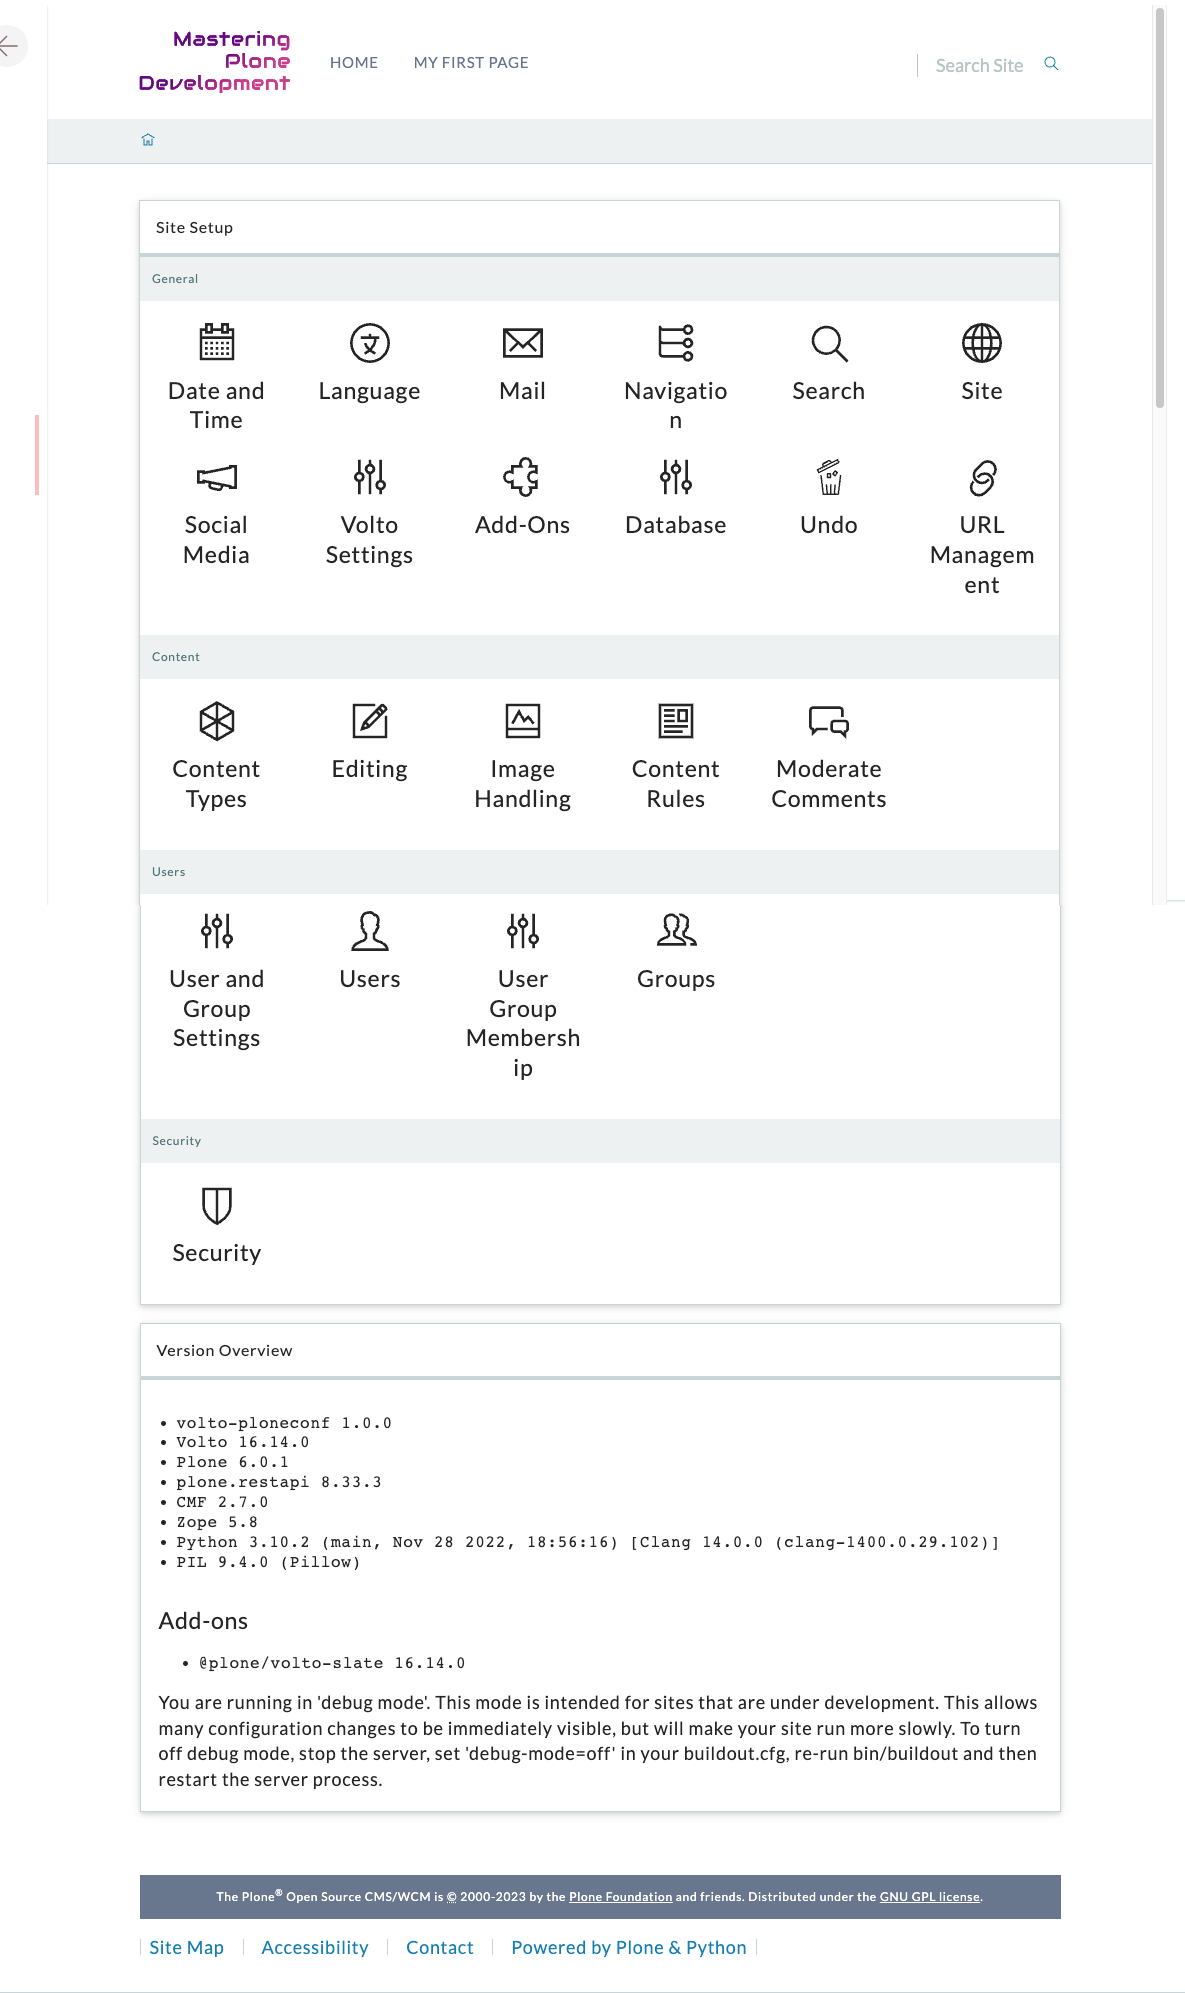 Mastering
Plone
Development
HOME MY FIRST PAGE
Search Site
Site Setup
General
Date and Time
Language
Mail
Navigatio
n
Search
Site
Social
Media
Volto
Settings
Add-Ons
Database
Undo
URL
Managem
ent
Content
Content
Types
Editing
Image
Handling
Content
Rules
Moderate
Comments
Users
User and
Group
Settings
Users
User
Group
Membersh
ip
Groups
Security
Security
Version Overview
• volto-ploneconf 1.0.0
• Volto 16.14.0
• Plone 6.0.1
• plone.restapi 8.33.3
• CMF 2.7.0
• Zope 5.8
• Python 3.10.2 (main, Nov 28 2022, 18:56:16) [Clang 14.0.0 (clang-1400.0.29.102)]
• PIL 9.4.0 (Pillow)
Add-ons
• @plone/volto-slate 16.14.0
You are running in 'debug mode'. This mode is intended for sites that are under development. This allows
many configuration changes to be immediately visible, but will make your site run more slowly. To turn
off debug mode, stop the server, set 'debug-mode=off' in your buildout.cfg, re-run bin/buildout and then
restart the server process.
The Plone® Open Source CMS/WCM is © 2000-2023 by the Plone Foundation and friends. Distributed under the GNU GPL license.
Site Map Accessibility Contact Powered by Plone & Python